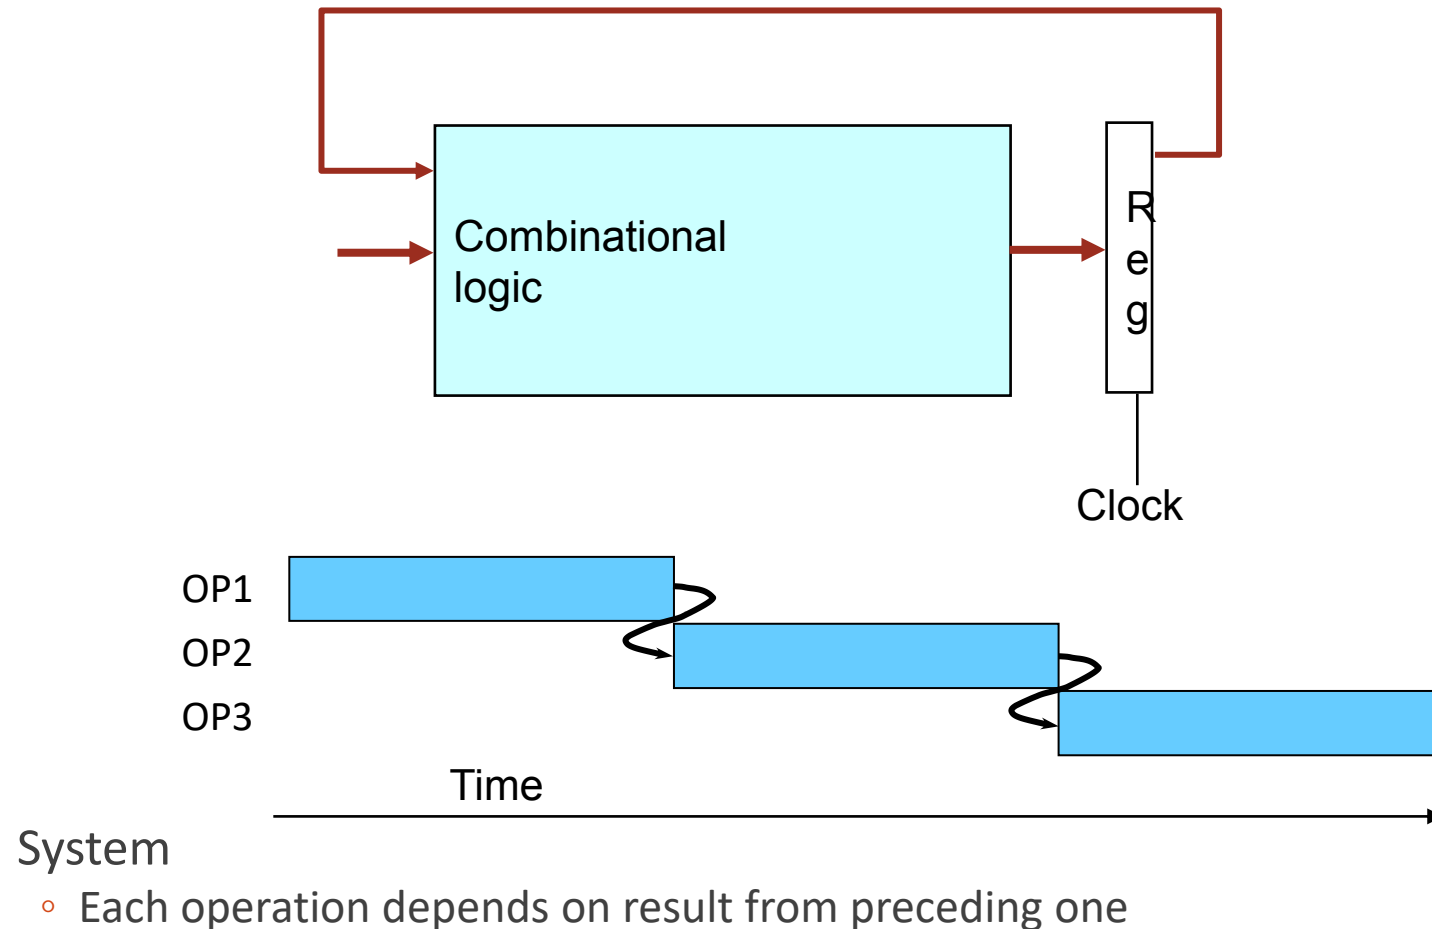 Combinational
logic
R
e
g
Clock
OP1
OP2
OP3
Time
System
◦ Each operation depends on result from preceding one